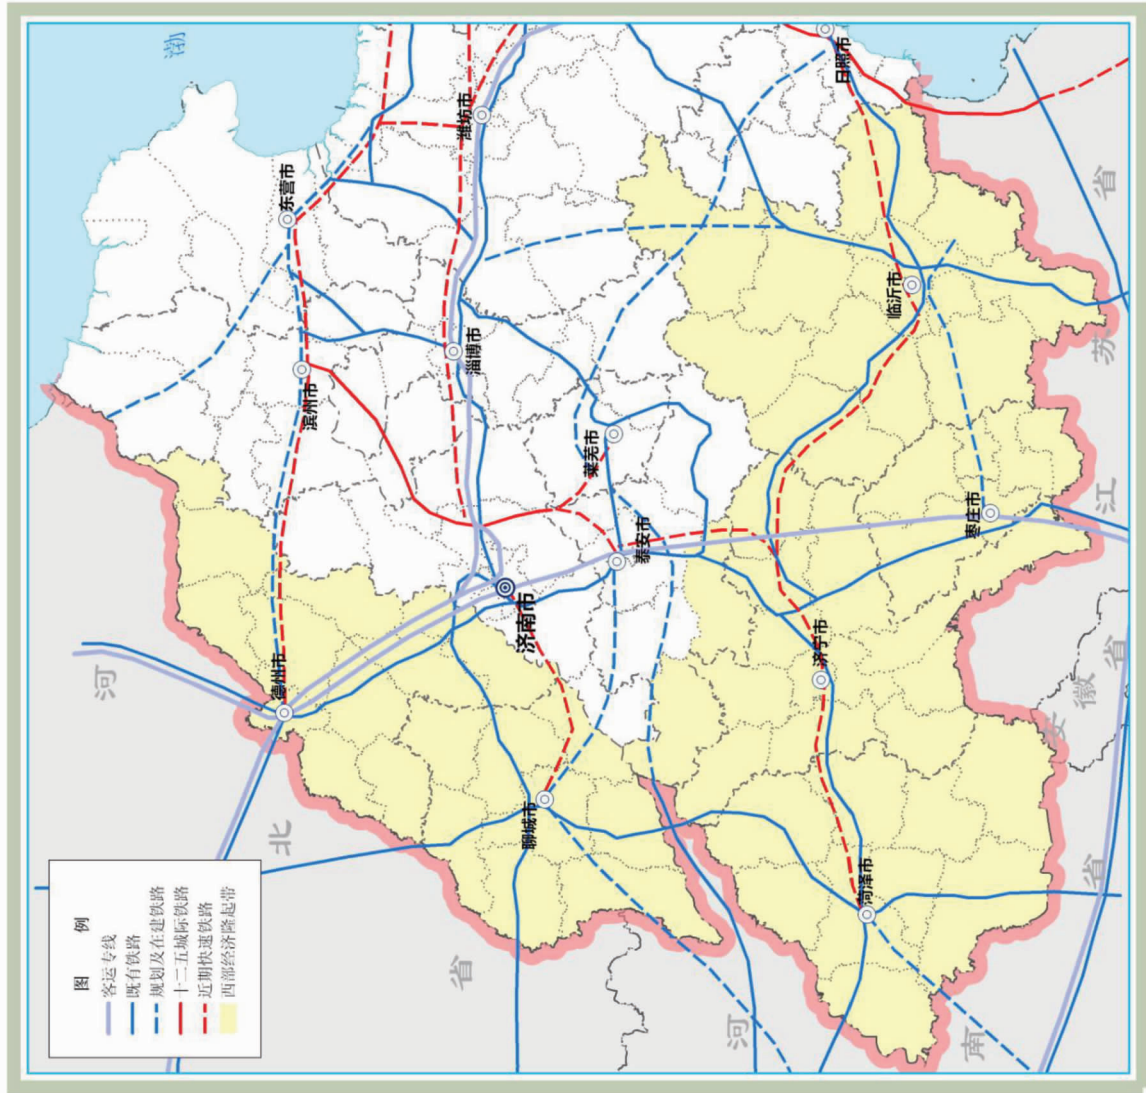 图 例
客运专线
既有铁路
规划及在建铁路
十二五城际铁路
近期快速铁路
西部经济隆起带
渤
日照市
潍坊市
东营市
省
临沂市
淄博市
苏
滨州市
莱芜市
枣庄市
江
泰安市
济南市
济宁市
省
徽
安
德州市
河
聊城市
北
菏泽市
省
省
河
南